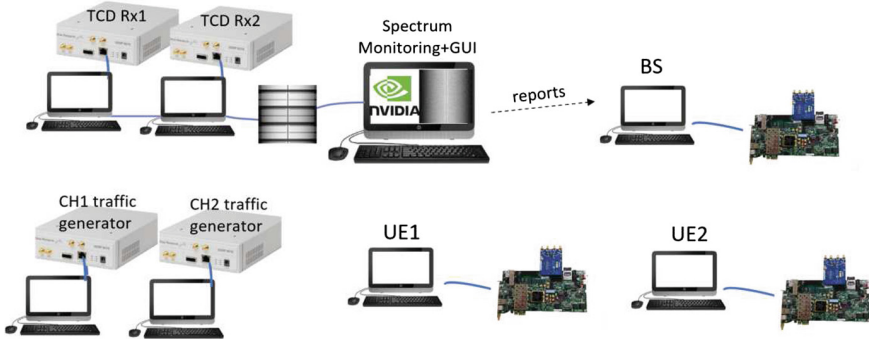 TCD Rx1
TCD Rx2
Spectrum
Monitoring+GUI
NVIDIA
reports
BS
CH1 traffic
generator
CH2 traffic
generator
UE1
UE2